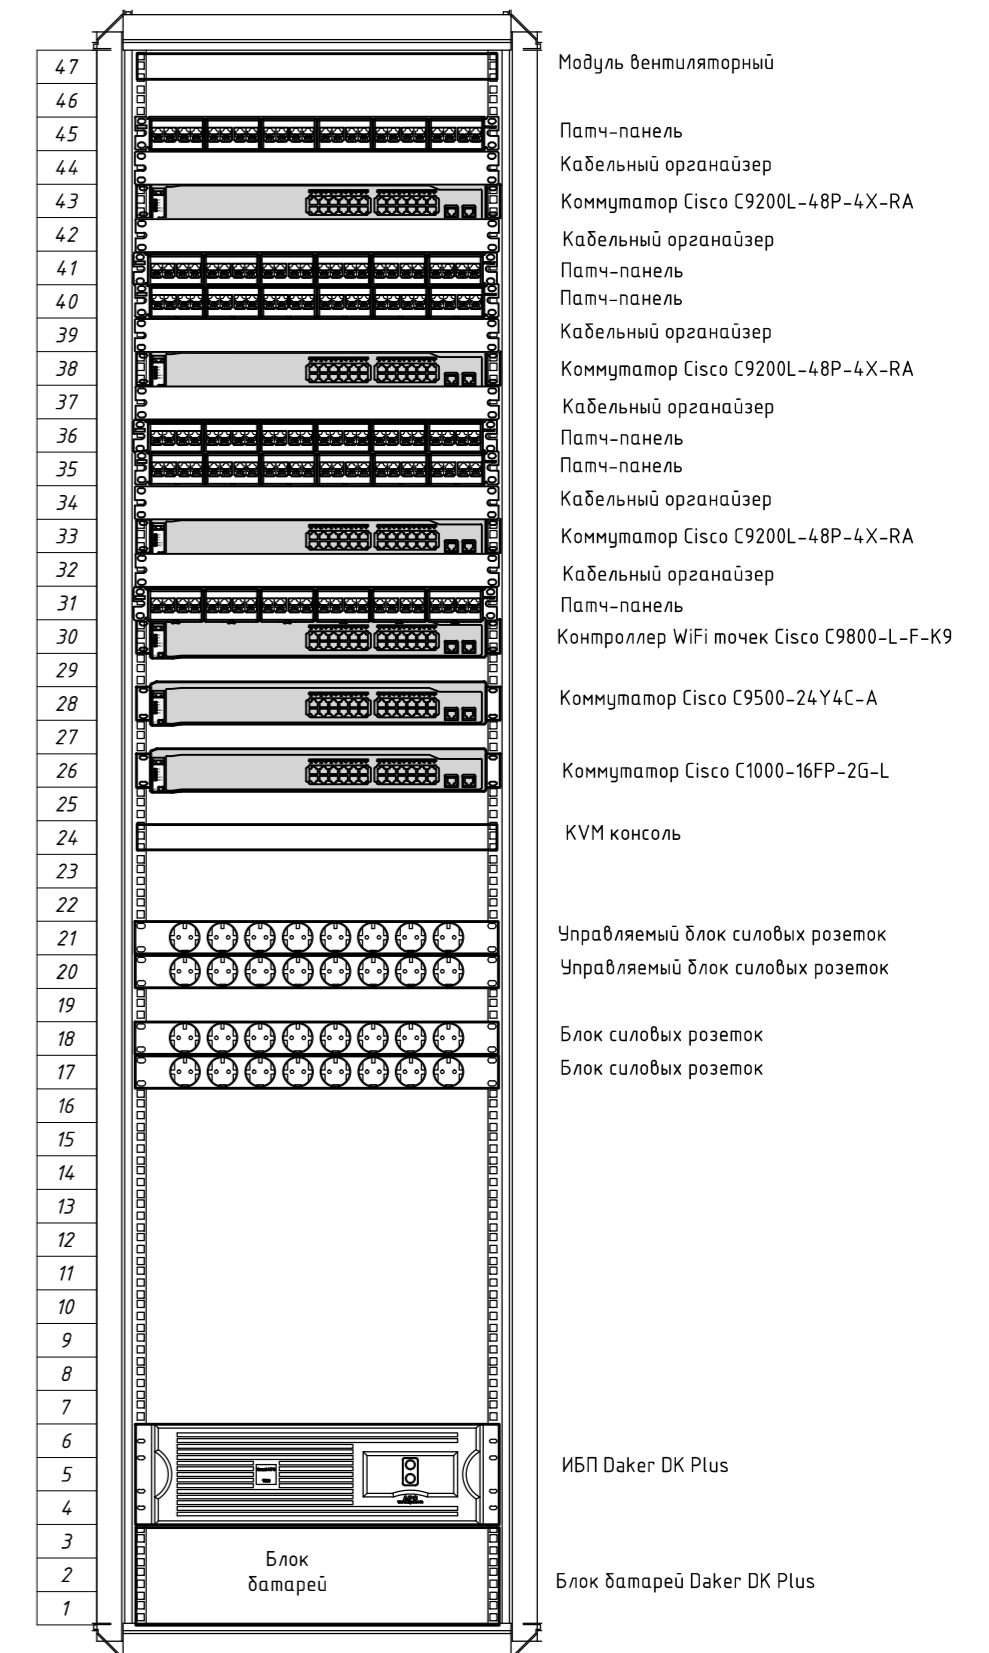 47 Модуль вентиляторный
46
45 Патч-панель
44 Кабельный органайзер
43 Коммутатор Cisco C9200L-48P-4X-RA
42 Кабельный органайзер
41 Патч-панель
40 Патч-панель
39 Кабельный органайзер
38 Коммутатор Cisco C9200L-48P-4X-RA
37 Кабельный органайзер
36 Патч-панель
35 Патч-панель
34 Кабельный органайзер
33 Коммутатор Cisco C9200L-48P-4X-RA
32 Кабельный органайзер
31 Патч-панель
30 Контроллер WiFi точек Cisco C9800-L-F-K9
29
28 Коммутатор Cisco C9500-24Y4C-A
27
26 Коммутатор Cisco C1000-16FP-2G-L
25
24 KVM консоль
23
22
21 Управляемый блок силовых розеток
20 Управляемый блок силовых розеток
19
18 Блок силовых розеток
17 Блок силовых розеток
16
15
14
13
12
11
10
9
8
7
6
5 ИБП Daker DK Plus
4
3
Блок
2 батарей Блок батарей Daker DK Plus
1